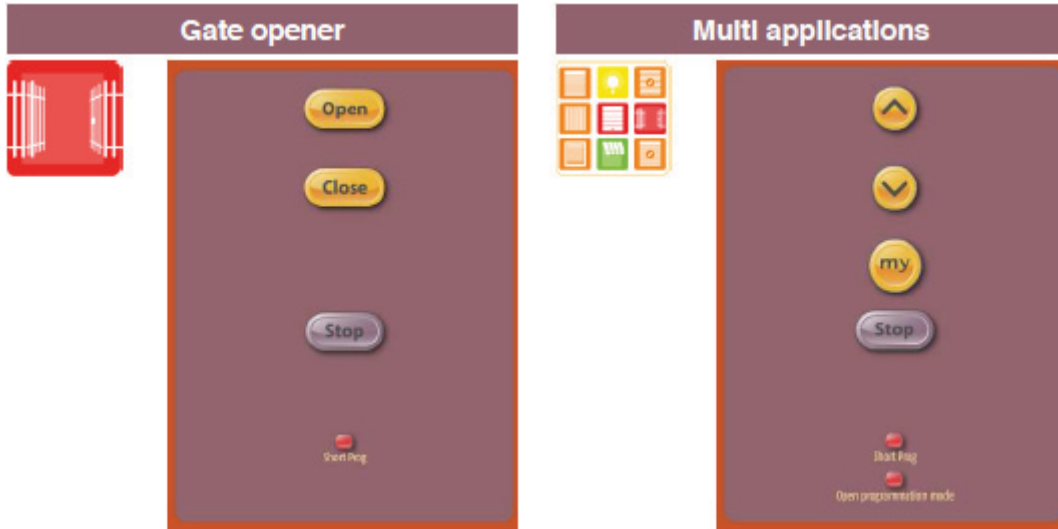 Gate opener
Open
Close
Stop
Short Prog
Multi applications
my
Stop
Short Prog
Open programmation mode